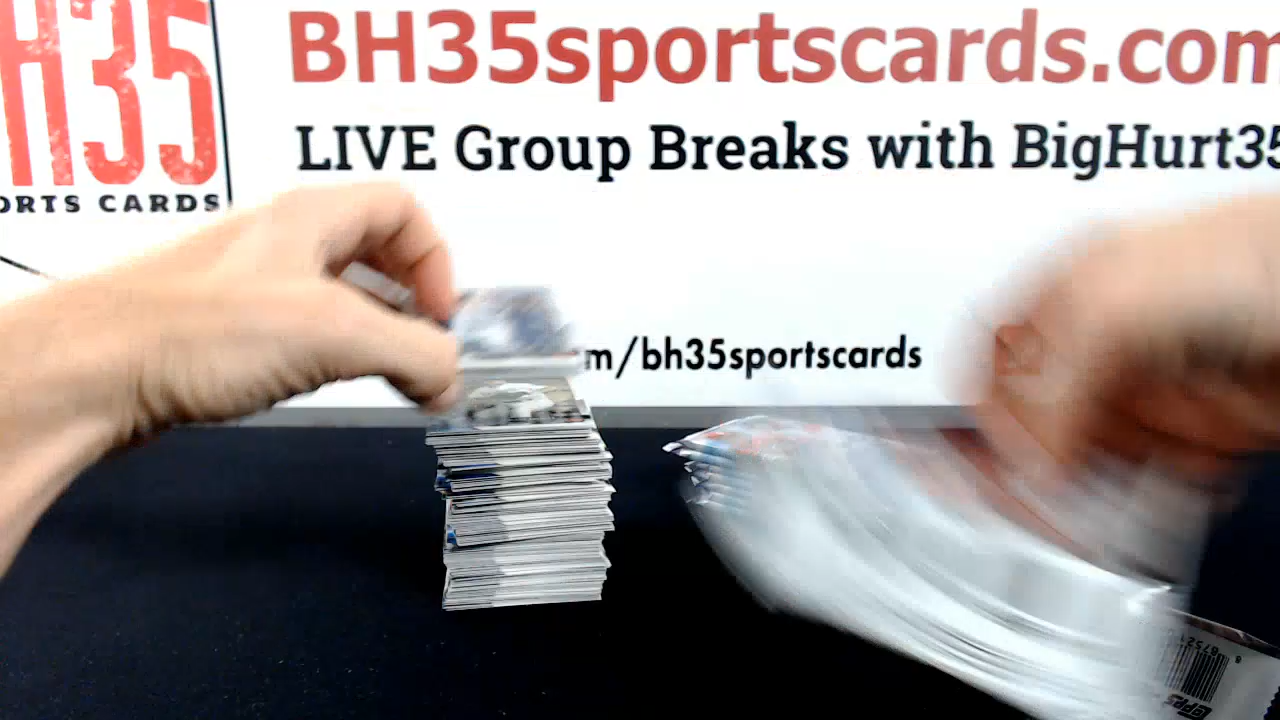 H35
ORTS CARDS
BH35sportscards.com
LIVE Group Breaks with BigHurt35
m/bh35sportscards